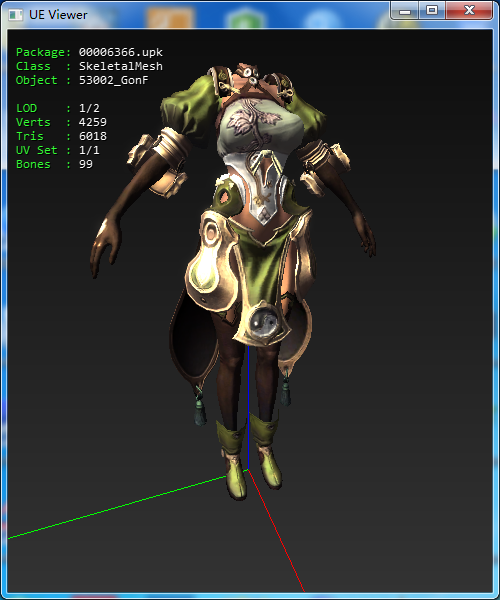 UE Viewer
Package: 00006366.upk
Class : SkeletalMesh
Object : 53002_GonF
LOD : 1/2
Verts : 4259
Tris : 6018
UV Set : 1/1
Bones : 99